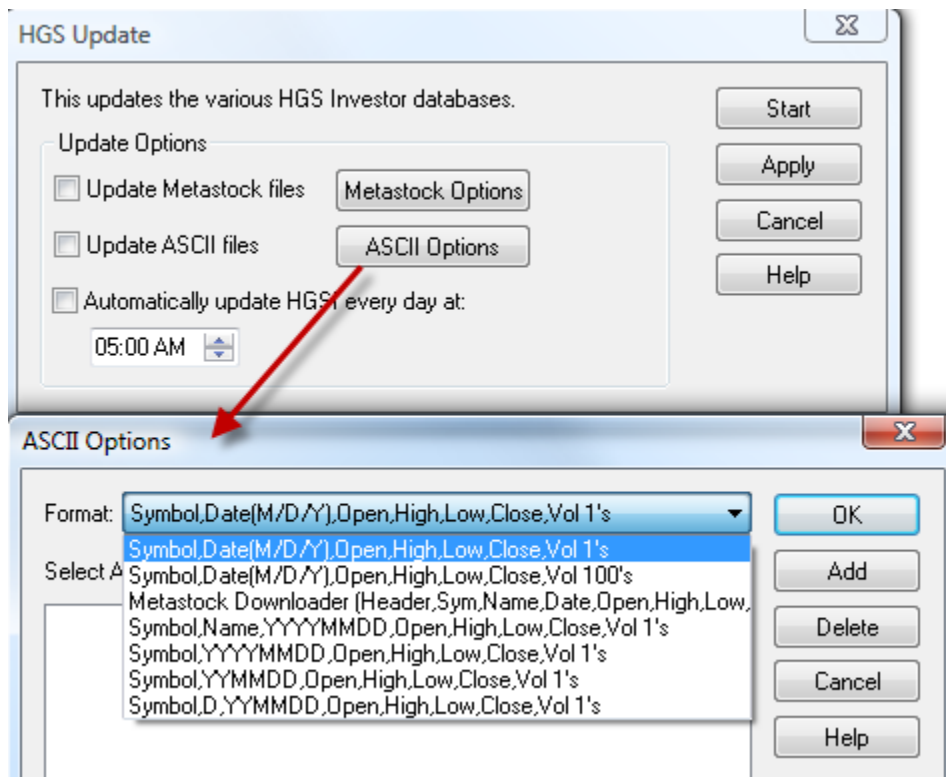 HGS Update
This updates the various HGS Investor databases.
Start
Update Options
Apply
Update Metastock files
Metastock Options
Cancel
Update ASCII files
ASCII Options
Help
Automatically update HGSI every day at:
05:00 AM
ASCII Options
Format: Symbol,Date(M/D/Y),Open,High,Low,Close,Vol 1's
OK
Symbol,Date(M/D/Y),Open,High,Low,Close,Vol 1's
Select A
Symbol,Date(M/D/Y),Open,High,Low,Close,Vol 100's
Add
Metastock Downloader (Header,Sym,Name,Date,Open,High,Low,
Symbol,Name,YYYYMMDD,Open,High,Low,Close,Vol 1's
Delete
Symbol,YYYYMMDD,Open,High,Low,Close,Vol 1's
Symbol,YYMMDD,Open,High,Low,Close,Vol 1's
Cancel
Symbol,D,YYMMDD,Open,High,Low,Close,Vol 1's
Help